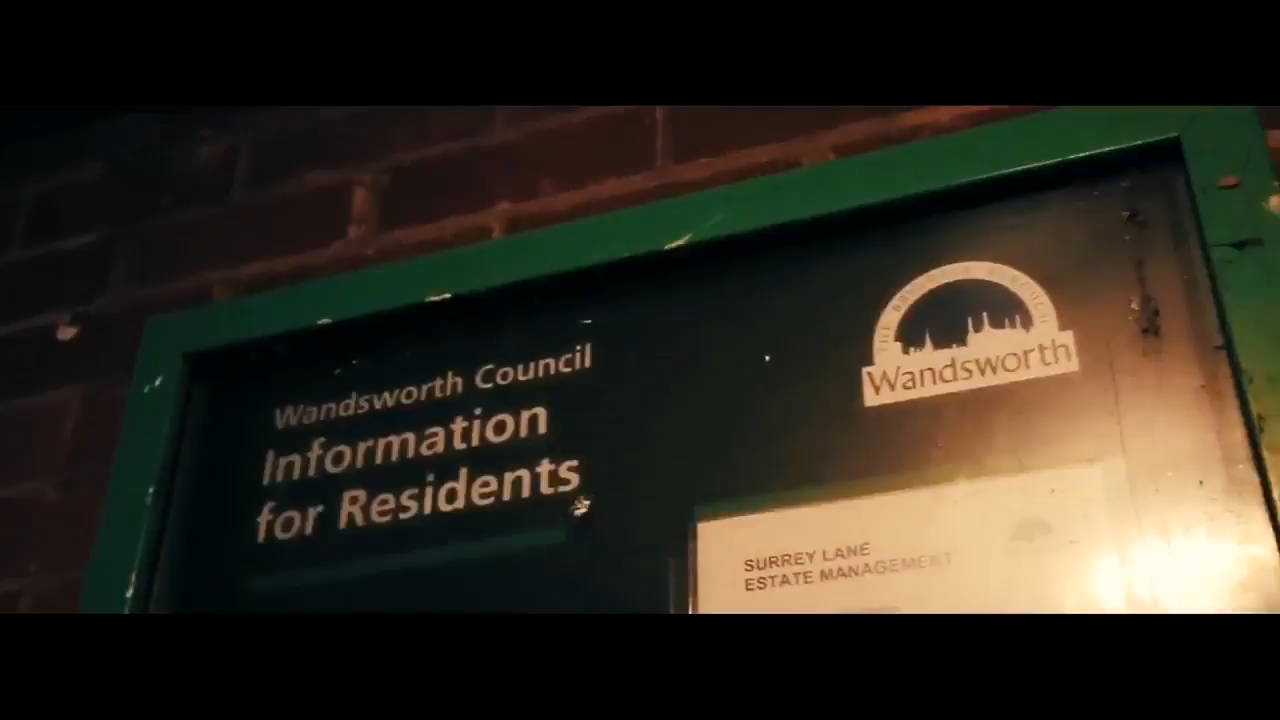 Wandsworth Council
Information
for Residents
Wandsworth
SURREY LANE
ESTATE MANAGEMENT